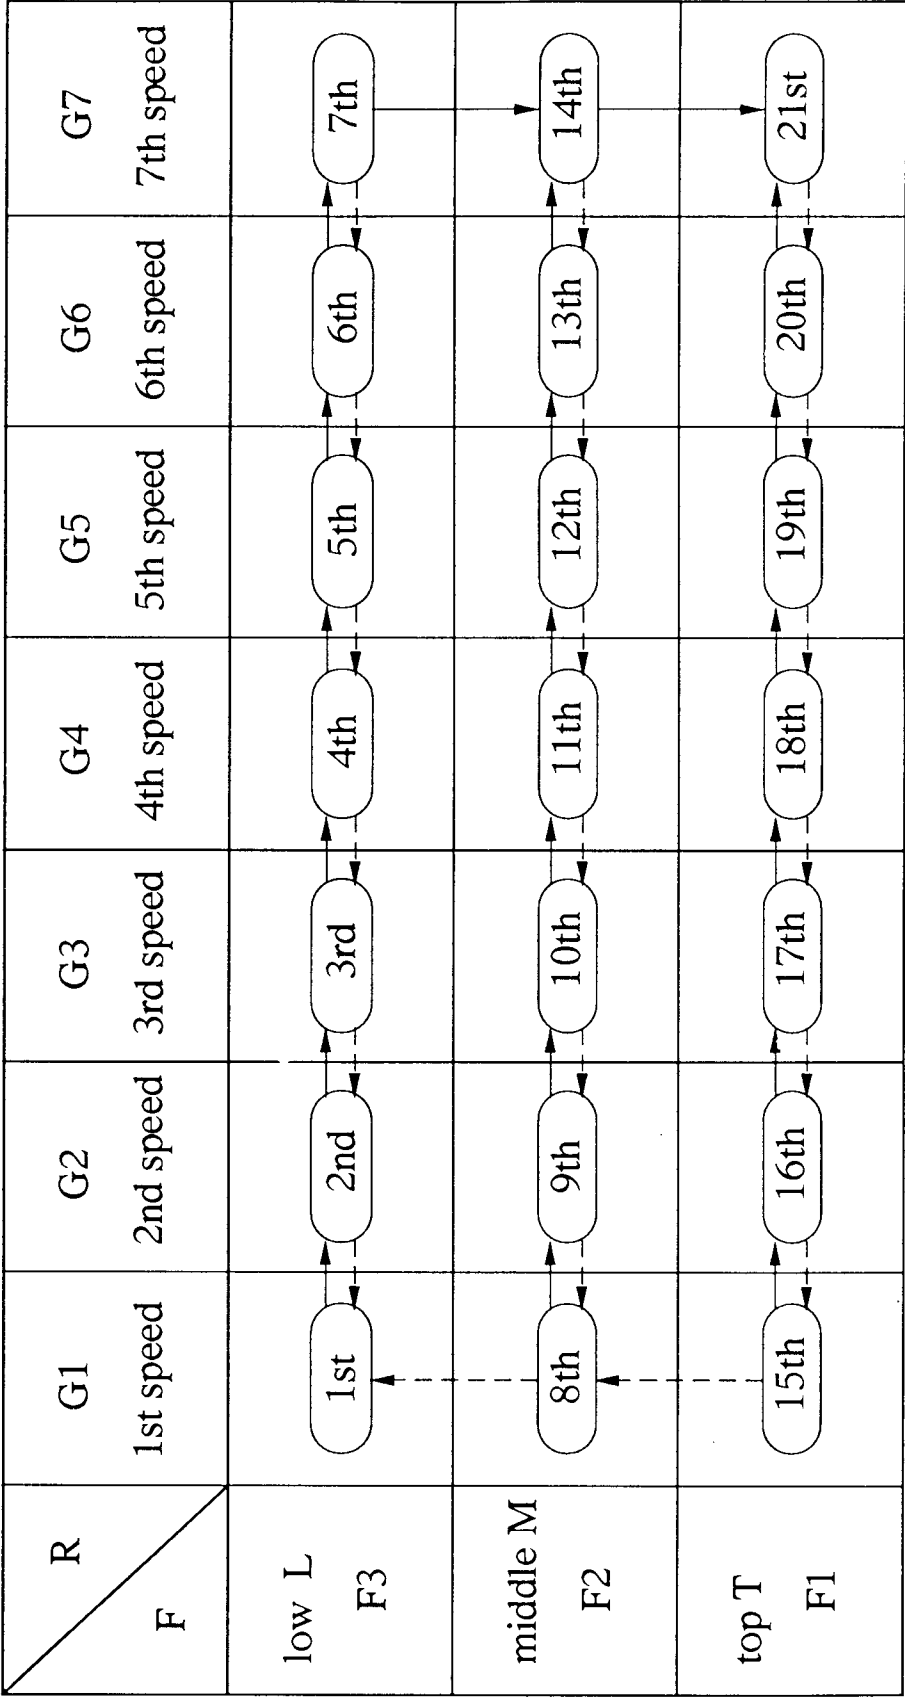 R
F
G1
1st speed
G2
2nd speed
G3
3rd speed
G4
4th speed
G5
5th speed
G6
6th speed
G7
7th speed
low L
F3
1st
2nd
3rd
4th
5th
6th
7th
middle M
F2
8th
9th
10th
11th
12th
13th
14th
top T
F1
15th
16th
17th
18th
19th
20th
21st